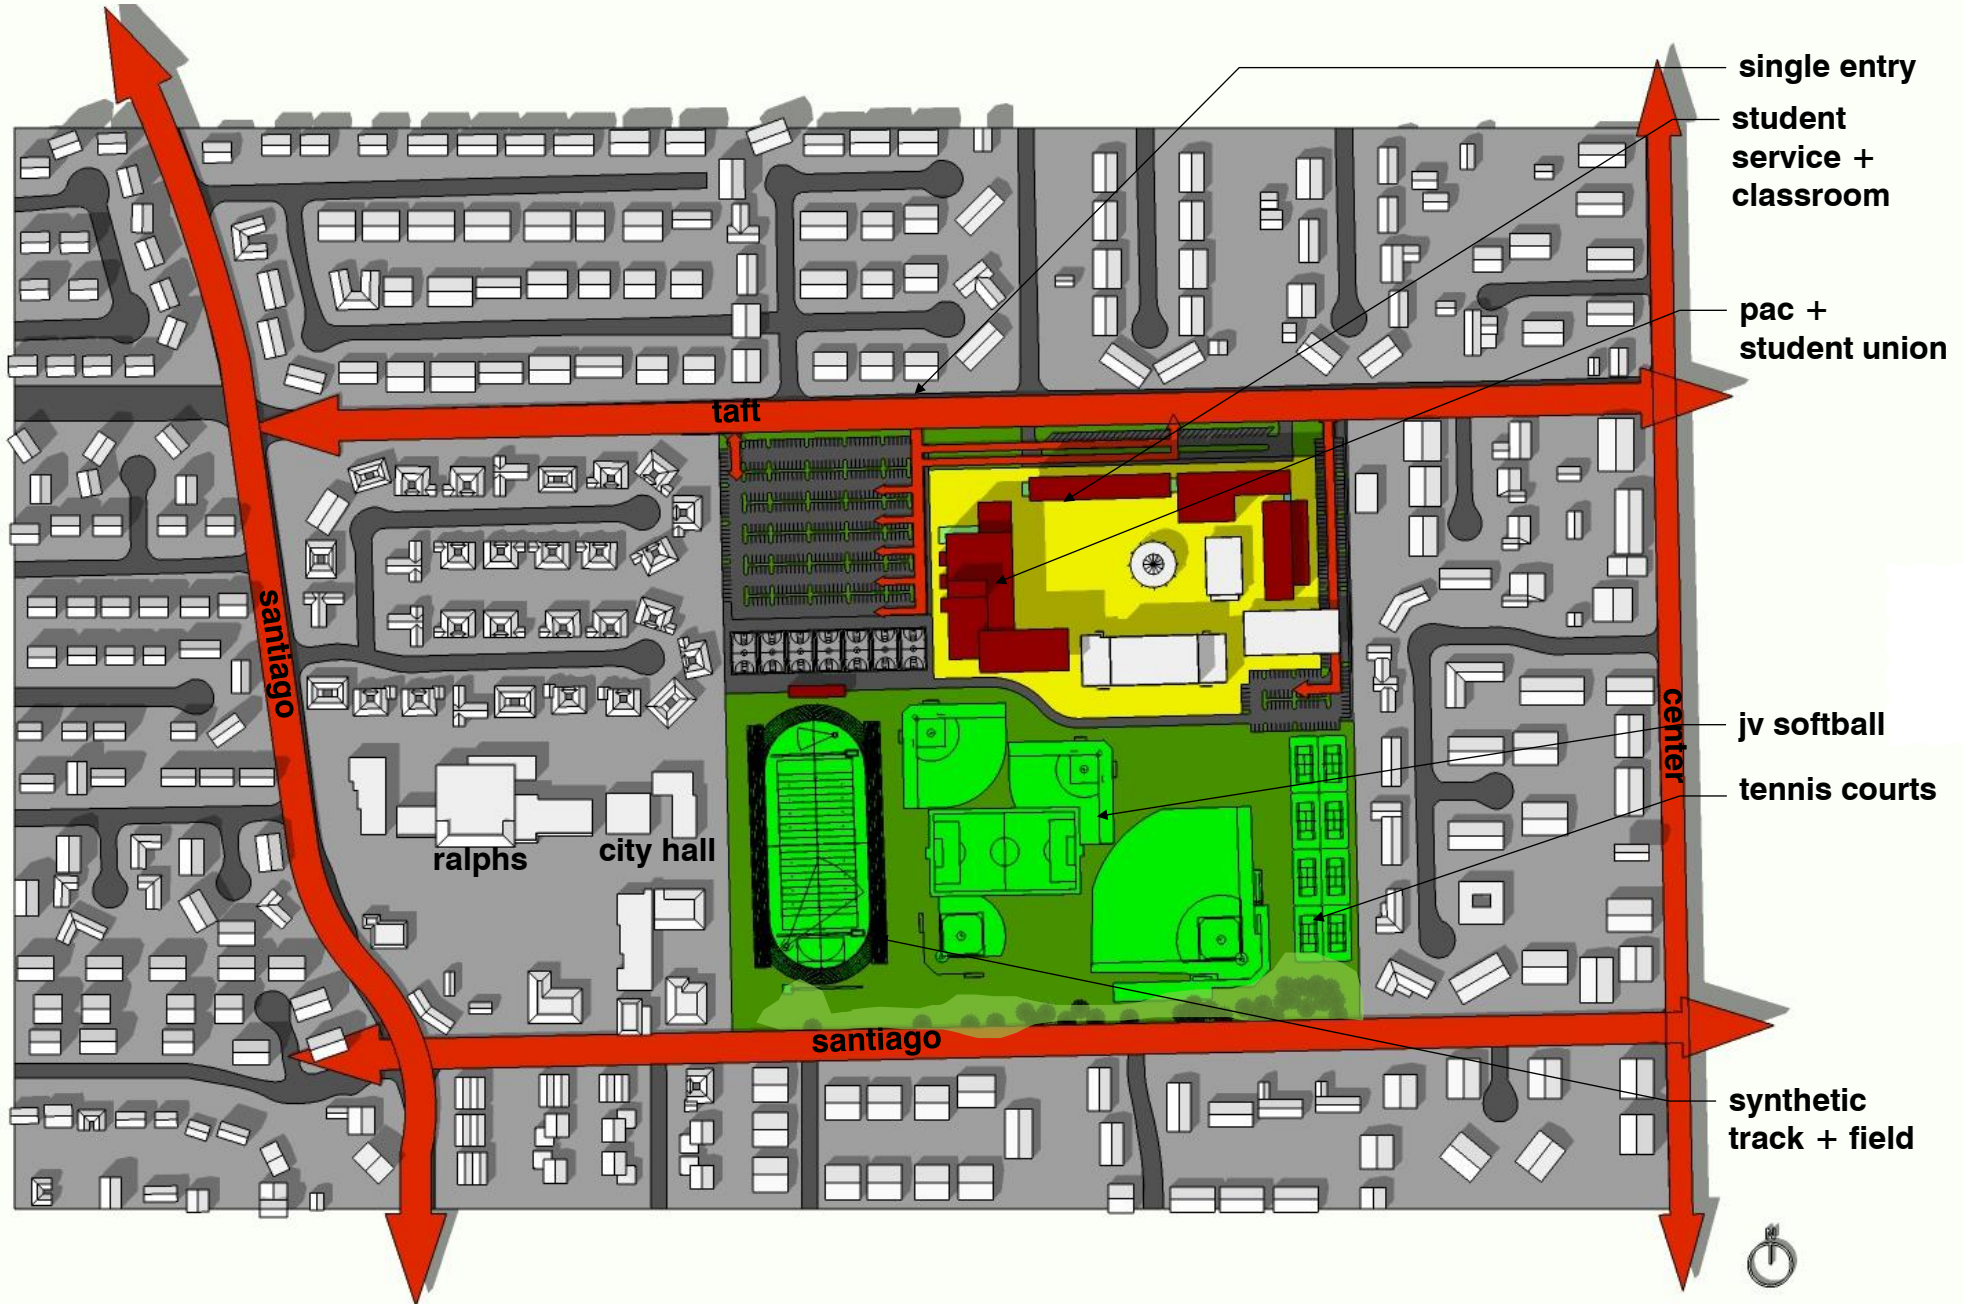 single entry
student
service +
classroom
pac +
student union
taft
santiago
center
jv softball
tennis courts
ralphs
city hall
santiago
synthetic
track + field
N